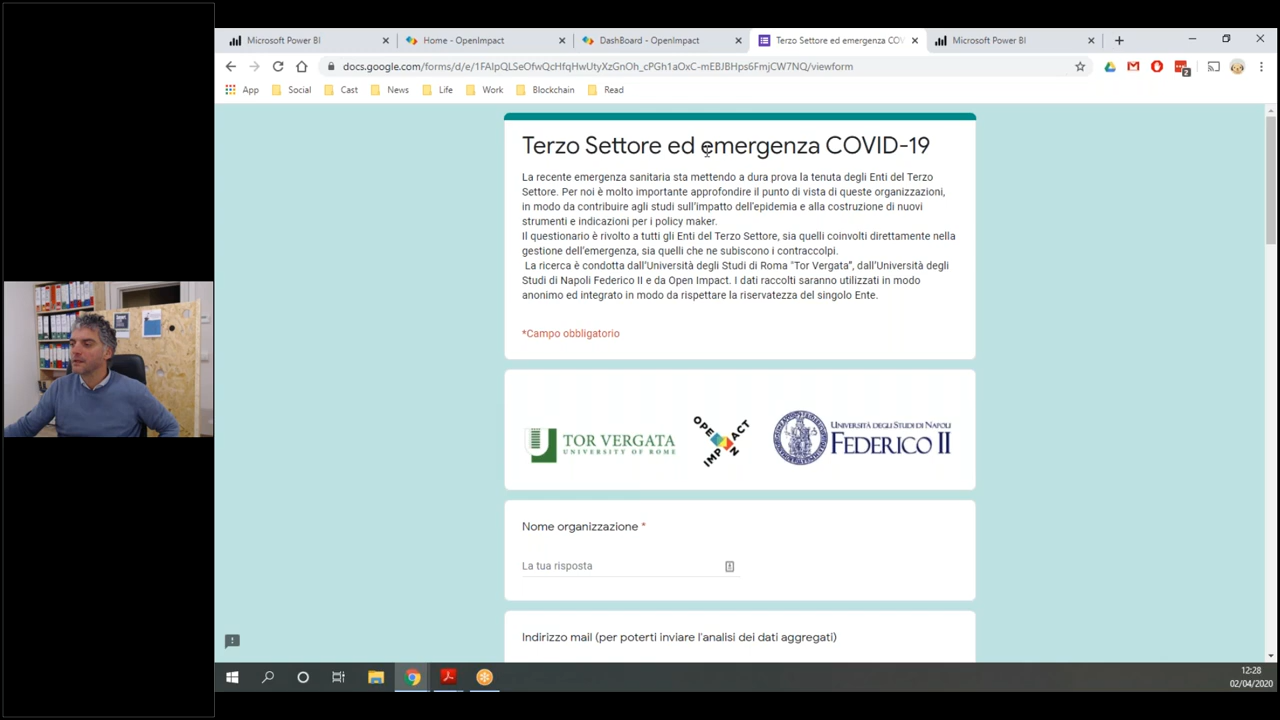 Microsoft Power BI
Home - OpenImpact
DashBoard - OpenImpact
Terzo Settore ed emergenza COV
Microsoft Power BI
docs.google.com/forms/d/e/1FAIpQLSeOfwQcHfqHwUtyXzGnOh_cPGh1aOxC-mEBJBHps6FmjCW7NQ/viewform
2
App
Social
Cast
News
Life
Work
Blockchain
Read
Terzo Settore ed emergenza COVID-19
La recente emergenza sanitaria sta mettendo a dura prova la tenuta degli Enti del Terzo
Settore. Per noi è molto importante approfondire il punto di vista di queste organizzazioni,
in modo da contribuire agli studi sull'impatto dell'epidemia e alla costruzione di nuovi
strumenti e indicazioni per i policy maker.
Il questionario è rivolto a tutti gli Enti del Terzo Settore, sia quelli coinvolti direttamente nella
gestione dell'emergenza, sia quelli che ne subiscono i contraccolpi.
La ricerca è condotta dall'Università degli Studi di Roma "Tor Vergata", dall'Università degli
Studi di Napoli Federico II e da Open Impact. I dati raccolti saranno utilizzati in modo
anonimo ed integrato in modo da rispettare la riservatezza del singolo Ente.
*Campo obbligatorio
TOR VERGATA
UNIVERSITY OF ROME
OPEN IMPACT
UNIVERSITÀ DEGLI STUDI DI NAPOLI
FEDERICO II
Nome organizzazione *
La tua risposta
Indirizzo mail (per poterti inviare l'analisi dei dati aggregati)
12:28
02/04/2020